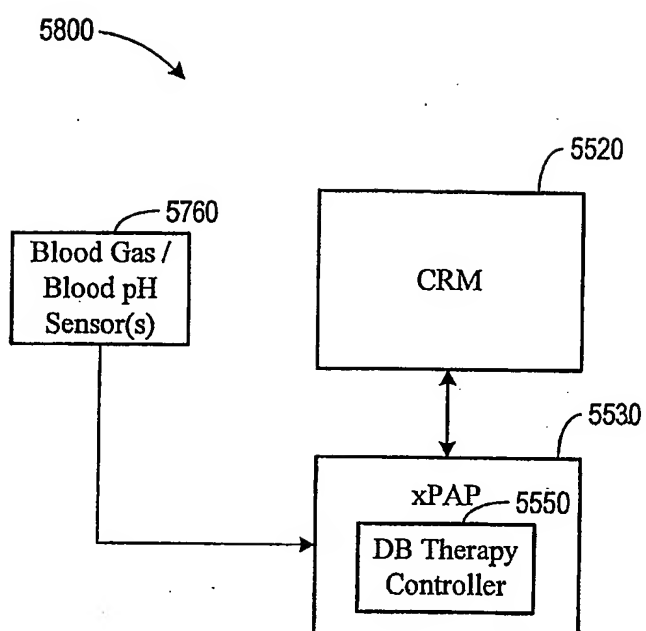 5800
5520
5760
Blood Gas /
Blood pH
Sensor(s)
CRM
5530
xPAP
5550
DB Therapy
Controller